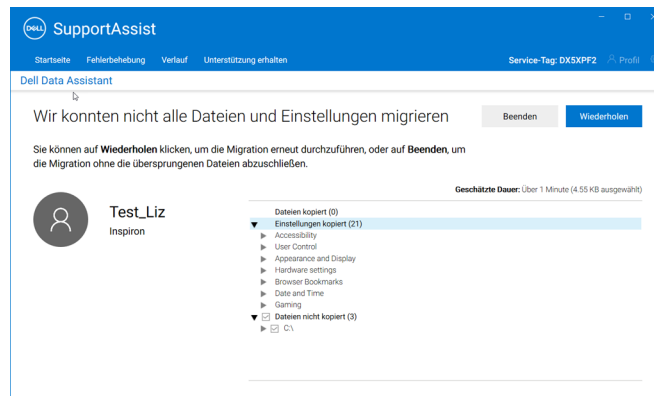 DELL SupportAssist
Startseite Fehlerbehebung Verlauf Unterstützung erhalten Service-Tag: DX5XPF2 Profil
Dell Data Assistant
Wir konnten nicht alle Dateien und Einstellungen migrieren Beenden Wiederholen
Sie können auf Wiederholen klicken, um die Migration erneut durchzuführen, oder auf Beenden, um
die Migration ohne die übersprungenen Dateien abzuschließen.
Geschätzte Dauer: Über 1 Minute (4.55 KB ausgewählt)
Test_Liz
Inspiron
Dateien kopiert (0)
Einstellungen kopiert (21)
Accessibility
User Control
Appearance and Display
Hardware settings
Browser Bookmarks
Date and Time
Gaming
Dateien nicht kopiert (3)
C:\